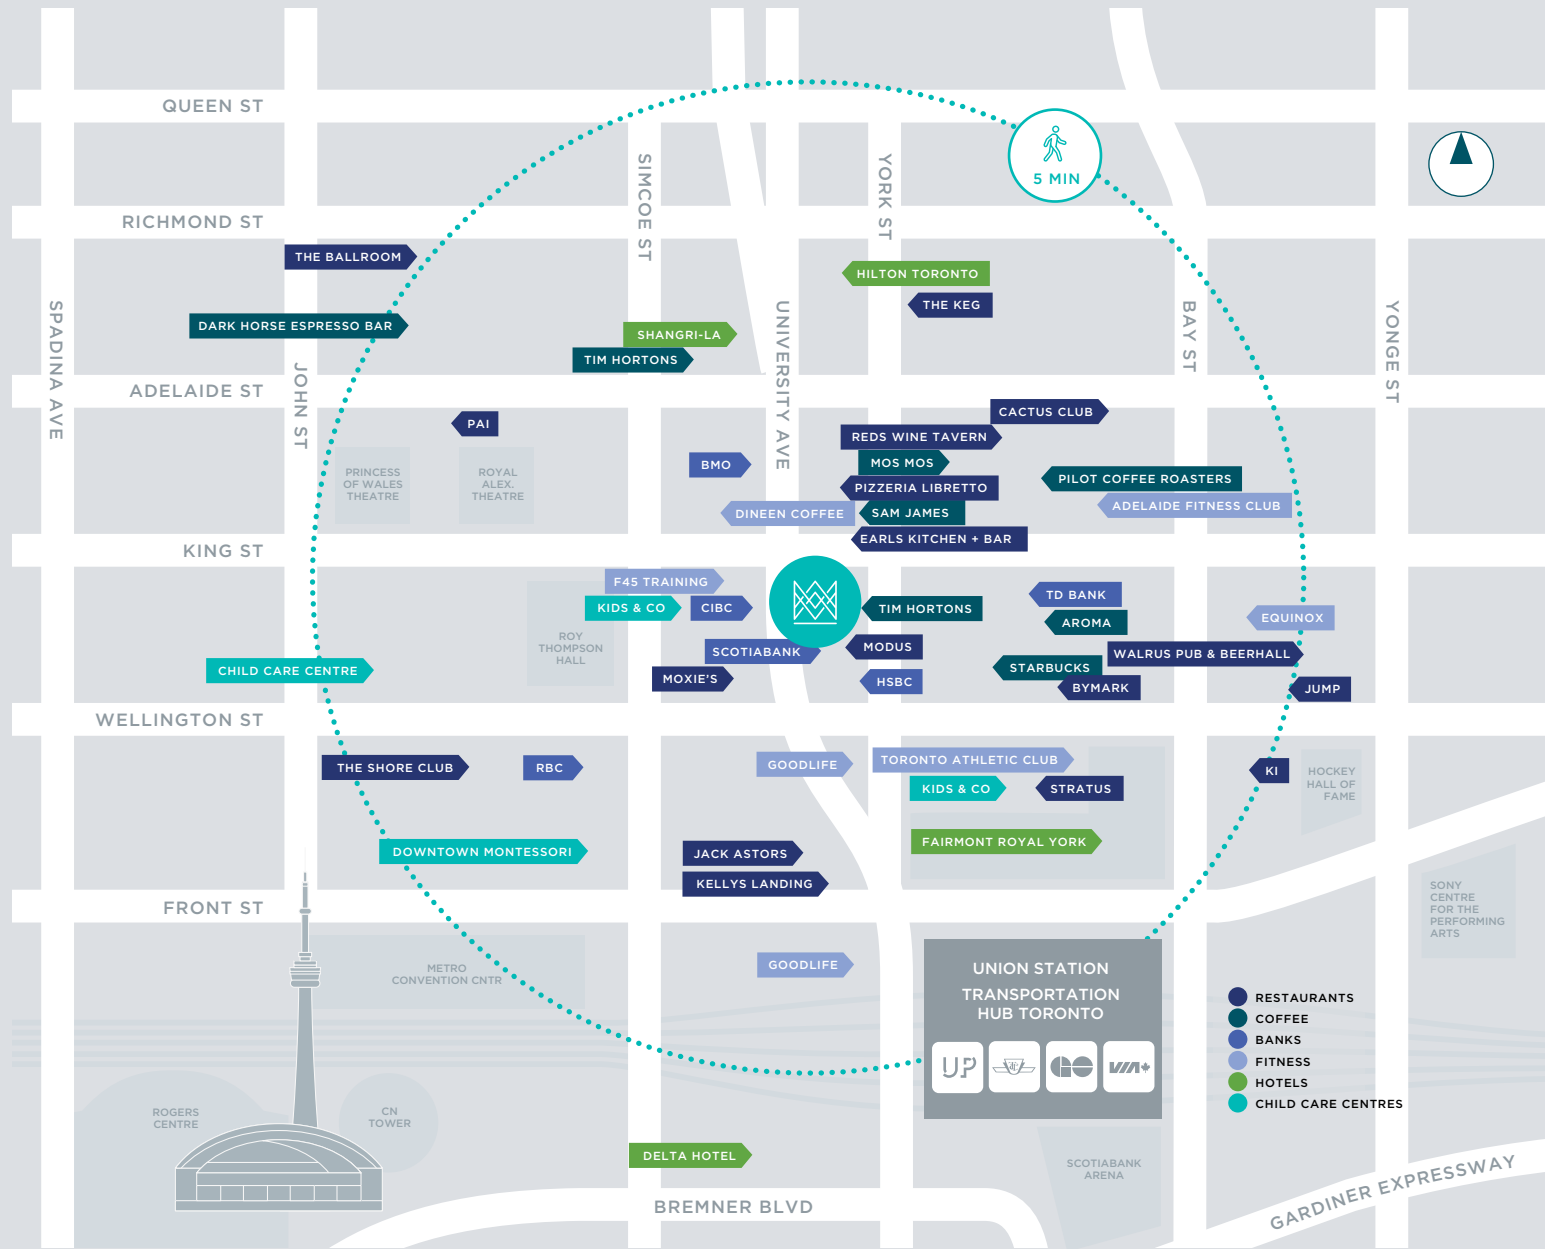 QUEEN ST
5 MIN
SIMCOE ST
YORK ST
RICHMOND ST
THE BALLROOM
HILTON TORONTO
THE KEG
SPADINA AVE
DARK HORSE ESPRESSO BAR
SHANGRI-LA
TIM HORTONS
UNIVERSITY AVE
BAY ST
YONGE ST
JOHN ST
ADELAIDE ST
PAI
CACTUS CLUB
REDS WINE TAVERN
BMO
MOS MOS
PRINCESS
OF WALES
THEATRE
ROYAL
ALEX.
THEATRE
PIZZERIA LIBRETTO
PILOT COFFEE ROASTERS
ADELAIDE FITNESS CLUB
DINEEN COFFEE
SAM JAMES
EARLS KITCHEN + BAR
KING ST
F45 TRAINING
KIDS & CO
CIBC
TIM HORTONS
TD BANK
AROMA
EQUINOX
ROY
THOMPSON
HALL
SCOTIABANK
MODUS
WALRUS PUB & BEERHALL
CHILD CARE CENTRE
MOXIE'S
HSBC
STARBUCKS
BYMARK
JUMP
WELLINGTON ST
THE SHORE CLUB
RBC
GOODLIFE
TORONTO ATHLETIC CLUB
KIDS & CO
STRATUS
KI
HOCKEY
HALL OF
FAME
DOWNTOWN MONTESSORI
JACK ASTORS
FAIRMONT ROYAL YORK
KELLYS LANDING
FRONT ST
SONY
CENTRE
FOR THE
PERFORMING
ARTS
METRO
CONVENTION CNTR
GOODLIFE
UNION STATION
TRANSPORTATION
HUB TORONTO
UP
TTC
GO
VIA
RESTAURANTS
COFFEE
BANKS
FITNESS
HOTELS
CHILD CARE CENTRES
ROGERS
CENTRE
CN
TOWER
DELTA HOTEL
SCOTIABANK
ARENA
BREMNER BLVD
GARDINER EXPRESSWAY